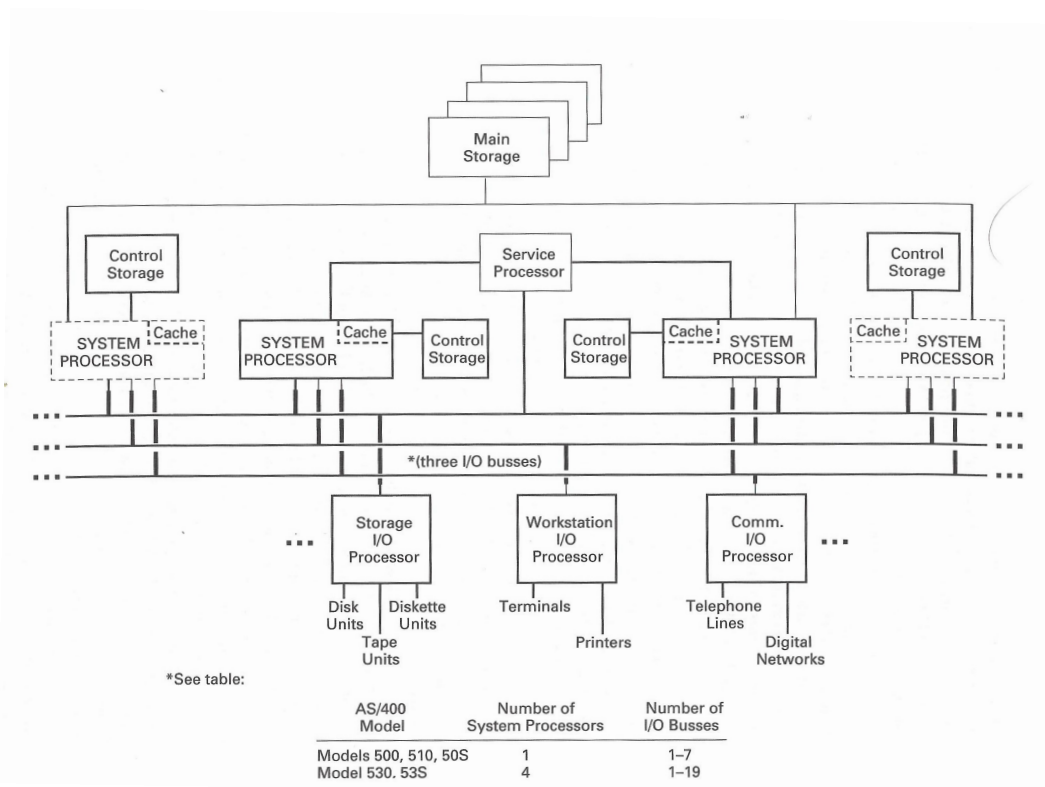 Main
Storage
Control
Storage
Service
Processor
Control
Storage
Cache
SYSTEM
PROCESSOR
Cache
SYSTEM
PROCESSOR
Control
Storage
Control
Storage
Cache
SYSTEM
PROCESSOR
Cache
SYSTEM
PROCESSOR
*(three I/O busses)
Storage
I/O
Processor
Workstation
I/O
Processor
Comm.
I/O
Processor
Disk
Units
Tape
Units
Diskette
Units
Terminals
Printers
Telephone
Lines
Digital
Networks
*See table:
AS/400 Number of Number of
Model System Processors I/O Busses
Models 500, 510, 50S 1 1–7
Model 530. 53S 4 1–19